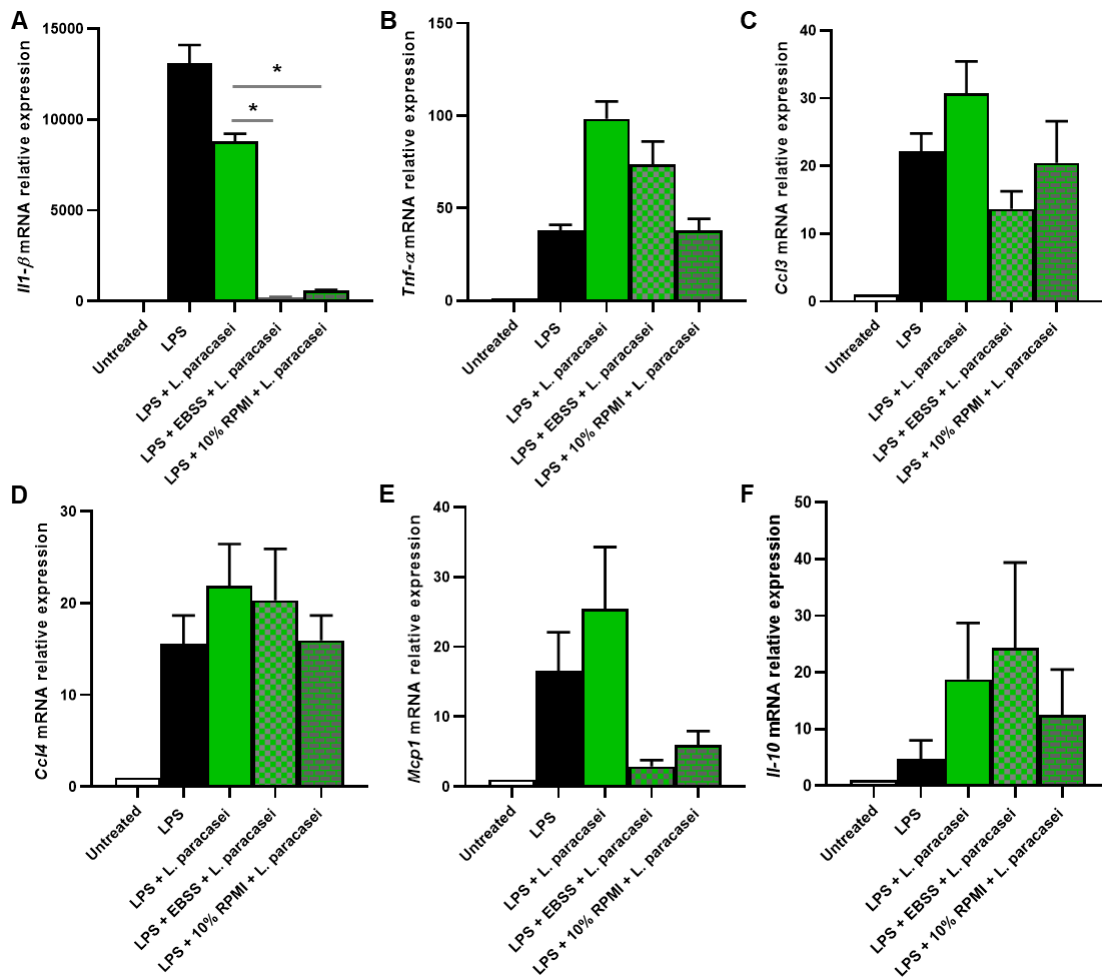 A
Il1-β mRNA relative expression
15000
10000
5000
0
*
*
Untreated
LPS
LPS + L. paracasei
LPS + EBSS + L. paracasei
LPS + 10% RPMI + L. paracasei
B
Tnf-α mRNA relative expression
150
100
50
0
Untreated
LPS
LPS + L. paracasei
LPS + EBSS + L. paracasei
LPS + 10% RPMI + L. paracasei
C
Ccl3 mRNA relative expression
40
30
20
10
0
Untreated
LPS
LPS + L. paracasei
LPS + EBSS + L. paracasei
LPS + 10% RPMI + L. paracasei
D
Ccl4 mRNA relative expression
30
20
10
0
Untreated
LPS
LPS + L. paracasei
LPS + EBSS + L. paracasei
LPS + 10% RPMI + L. paracasei
E
Mcp1 mRNA relative expression
40
30
20
10
0
Untreated
LPS
LPS + L. paracasei
LPS + EBSS + L. paracasei
LPS + 10% RPMI + L. paracasei
F
Il-10 mRNA relative expression
50
40
30
20
10
0
Untreated
LPS
LPS + L. paracasei
LPS + EBSS + L. paracasei
LPS + 10% RPMI + L. paracasei